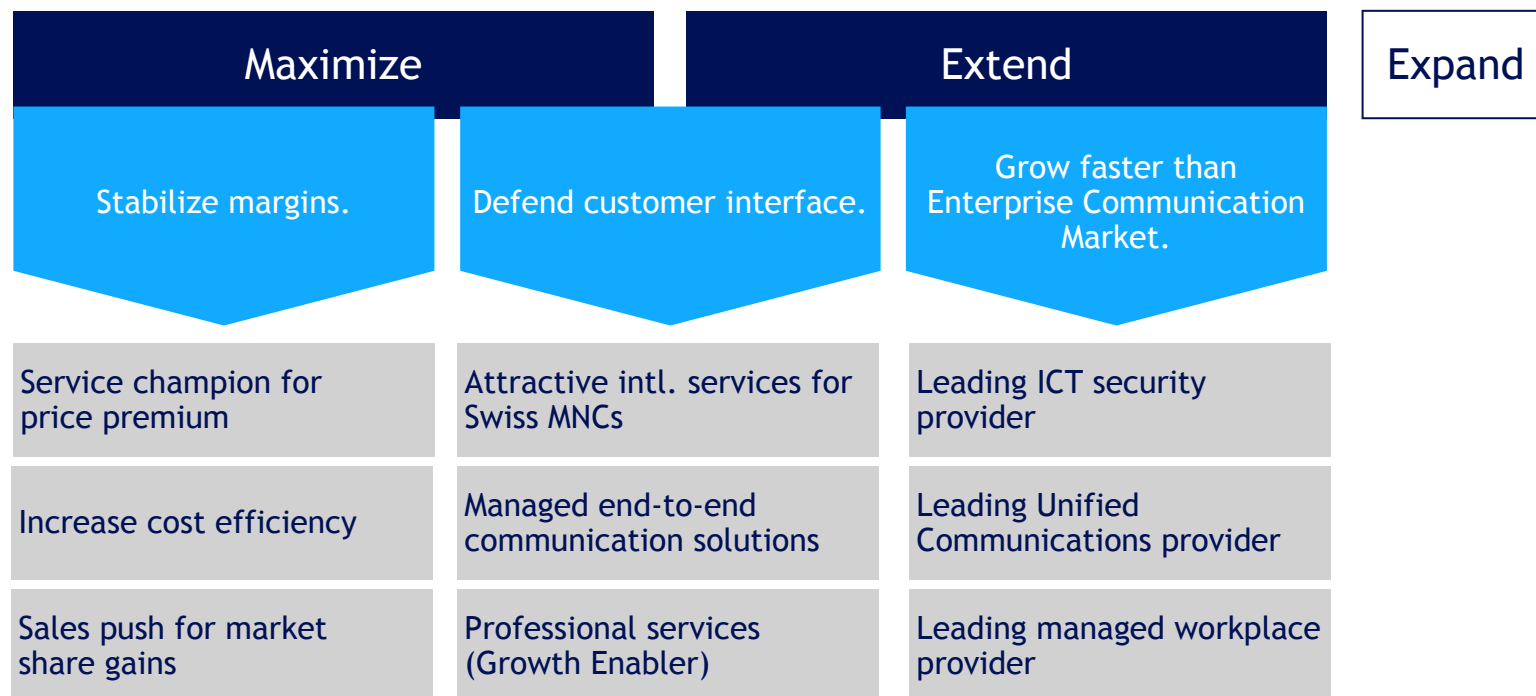 Maximize
Extend
Expand
Stabilize margins.
Defend customer interface.
Grow faster than
Enterprise Communication
Market.
Service champion for
price premium
Attractive intl. services for
Swiss MNCs
Leading ICT security
provider
Increase cost efficiency
Managed end-to-end
communication solutions
Leading Unified
Communications provider
Sales push for market
share gains
Professional services
(Growth Enabler)
Leading managed workplace
provider